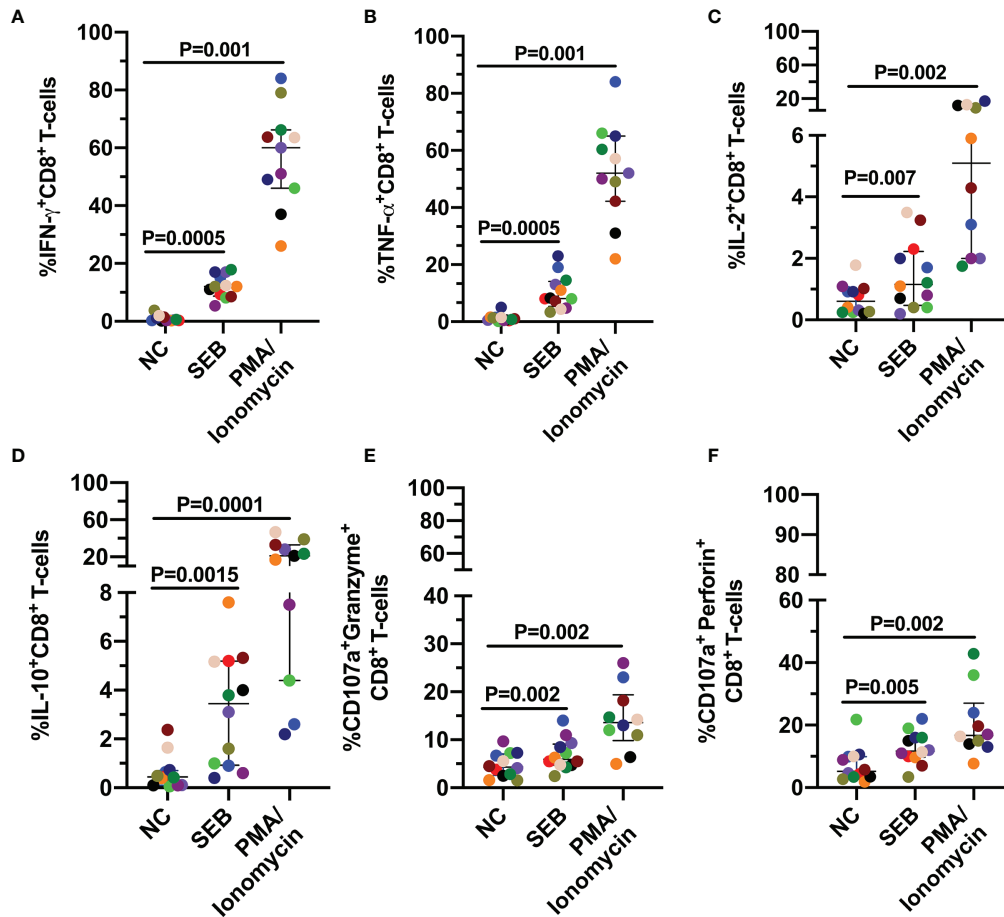 A
%IFN-γ⁺CD8⁺ T-cells
100
80
60
40
20
0
P=0.001
P=0.0005
NC
SEB
PMA/
Ionomycin
B
%TNF-α⁺CD8⁺ T-cells
100
80
60
40
20
0
P=0.001
P=0.0005
NC
SEB
PMA/
Ionomycin
C
%IL-2⁺CD8⁺ T-cells
100
80
60
40
20
6
4
2
0
P=0.002
P=0.007
NC
SEB
PMA/
Ionomycin
D
%IL-10⁺CD8⁺ T-cells
100
60
20
8
6
4
2
0
P=0.0001
P=0.0015
NC
SEB
PMA/
Ionomycin
E
%CD107a⁺Granzyme⁺
CD8⁺ T-cells
100
80
60
40
30
20
10
0
P=0.002
P=0.002
NC
SEB
PMA/
Ionomycin
F
%CD107a⁺ Perforin⁺
CD8⁺ T-cells
100
90
80
60
40
20
0
P=0.002
P=0.005
NC
SEB
PMA/
Ionomycin